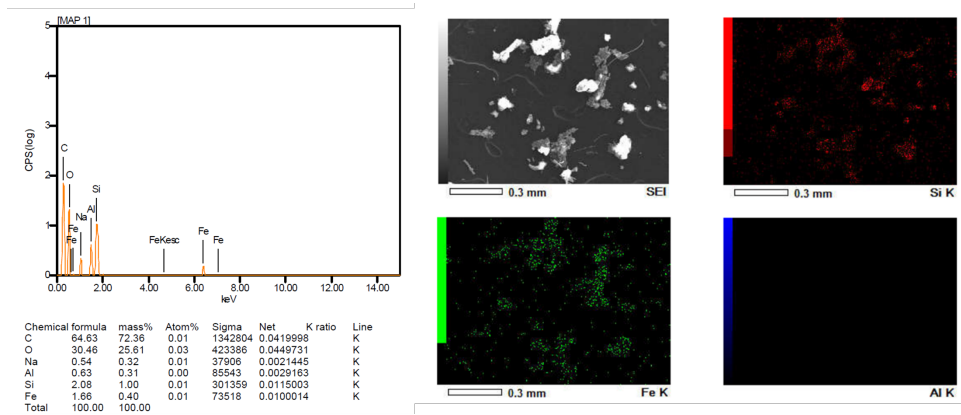 [MAP 1]
5
4
3
2
1
0
CPS(log)
C
O
Fe
Fe
Na
Al
Si
FeKesc
Fe
Fe
0.00 2.00 4.00 6.00 8.00 10.00 12.00 14.00
keV
Chemical formula mass% Atom% Sigma Net K ratio Line
C 64.63 72.36 0.01 1342804 0.0419998 K
O 30.46 25.61 0.03 423386 0.0449731 K
Na 0.54 0.32 0.01 37906 0.0021445 K
Al 0.63 0.31 0.00 85543 0.0029163 K
Si 2.08 1.00 0.01 301359 0.0115003 K
Fe 1.66 0.40 0.01 73518 0.0100014 K
Total 100.00 100.00
0.3 mm SEI
0.3 mm Si K
0.3 mm Fe K
Al K